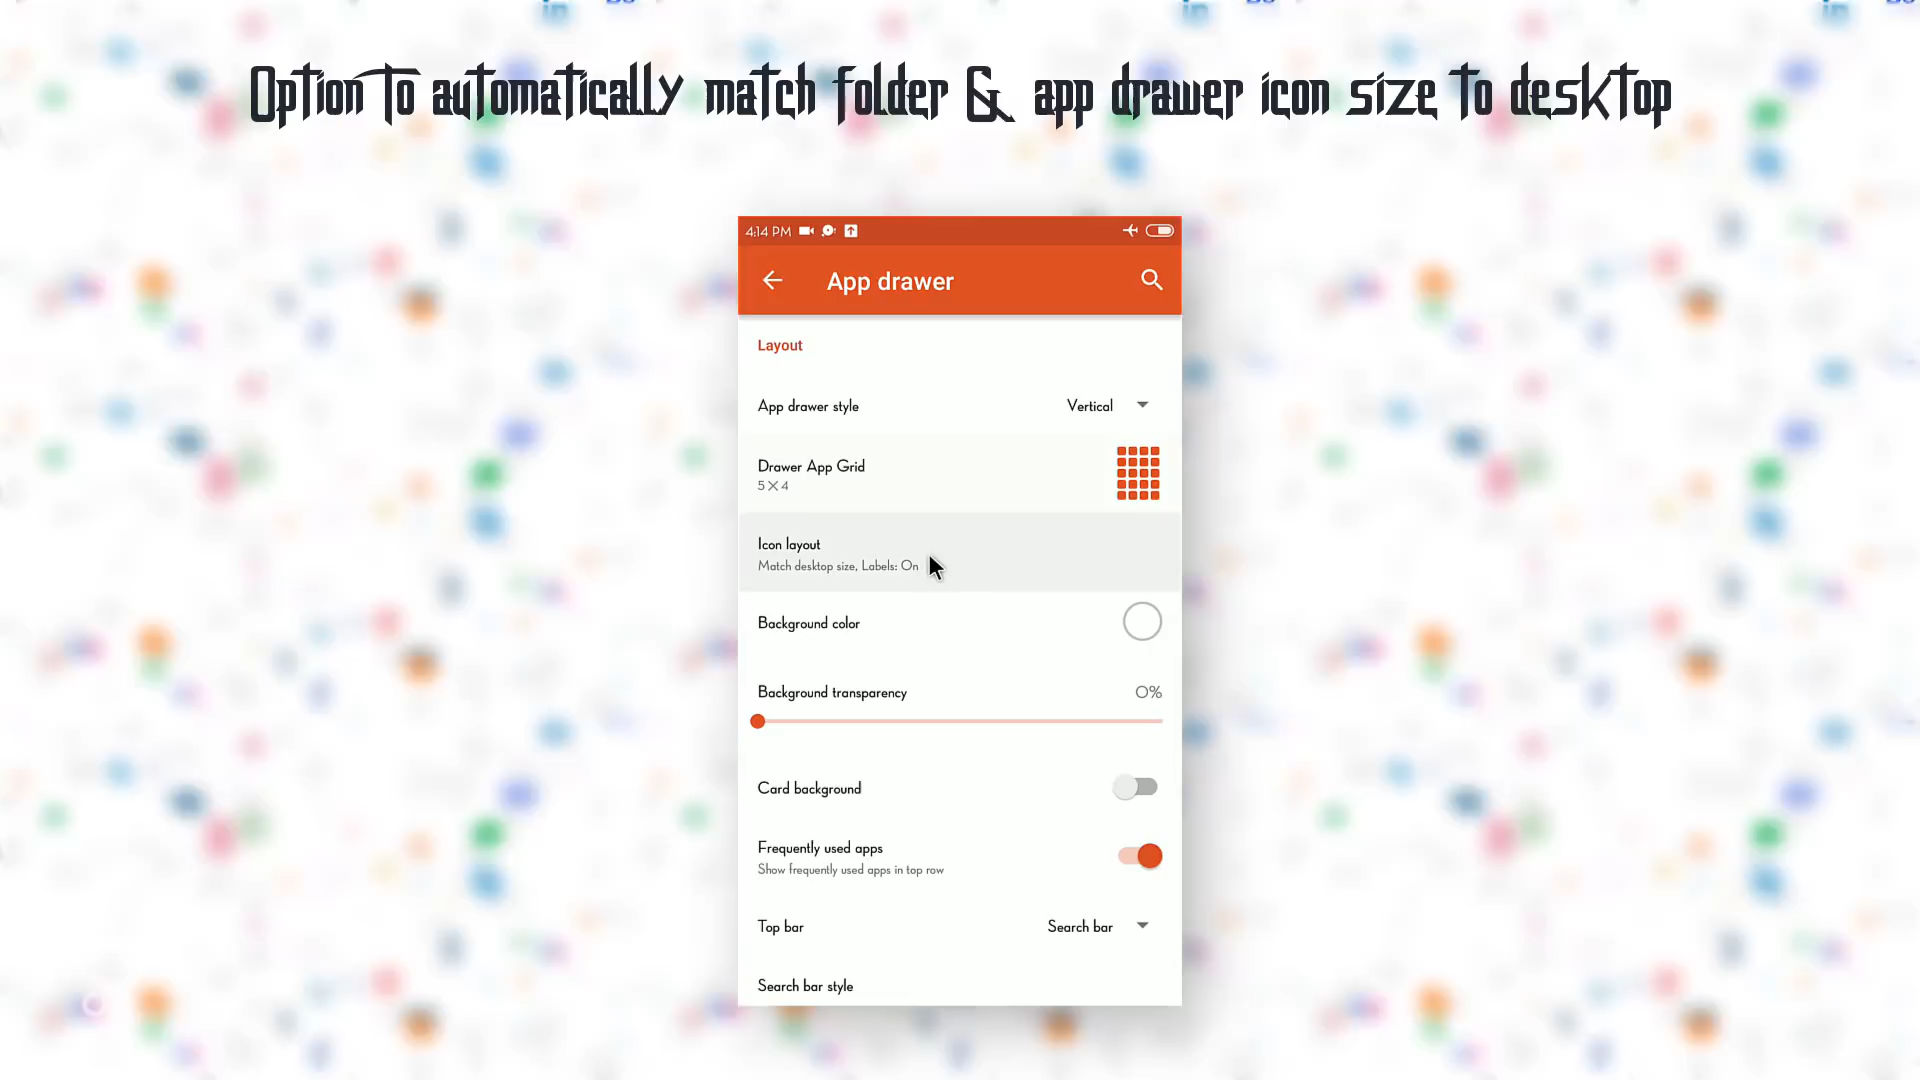 Option to automatically match folder & app drawer icon size to desktop
4:14 PM
App drawer
Layout
App drawer style
Vertical
Drawer App Grid
5X4
Icon layout
Match desktop size, Labels: On
Background color
Background transparency
0%
Card background
Frequently used apps
Show frequently used apps in top row
Top bar
Search bar
Search bar style